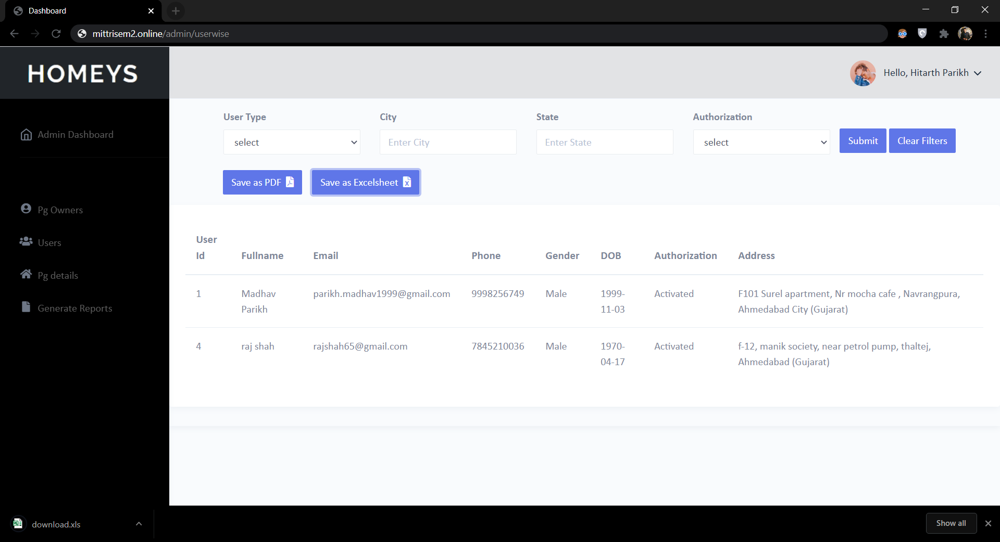 Dashboard
mittrisem2.online/admin/userwise
HOMEYS
Hello, Hitarth Parikh
Admin Dashboard
Pg Owners
Users
Pg details
Generate Reports
User Type
City
State
Authorization
select
Enter City
Enter State
select
Submit
Clear Filters
Save as PDF
Save as Excelsheet
User Id
Fullname
Email
Phone
Gender
DOB
Authorization
Address
1
Madhav
Parikh
parikh.madhav1999@gmail.com
9998256749
Male
1999-
11-03
Activated
F101 Surel apartment, Nr mocha cafe , Navrangpura,
Ahmedabad City (Gujarat)
4
raj shah
rajshah65@gmail.com
7845210036
Male
1970-
04-17
Activated
f-12, manik society, near petrol pump, thaltej,
Ahmedabad (Gujarat)
download.xls
Show all